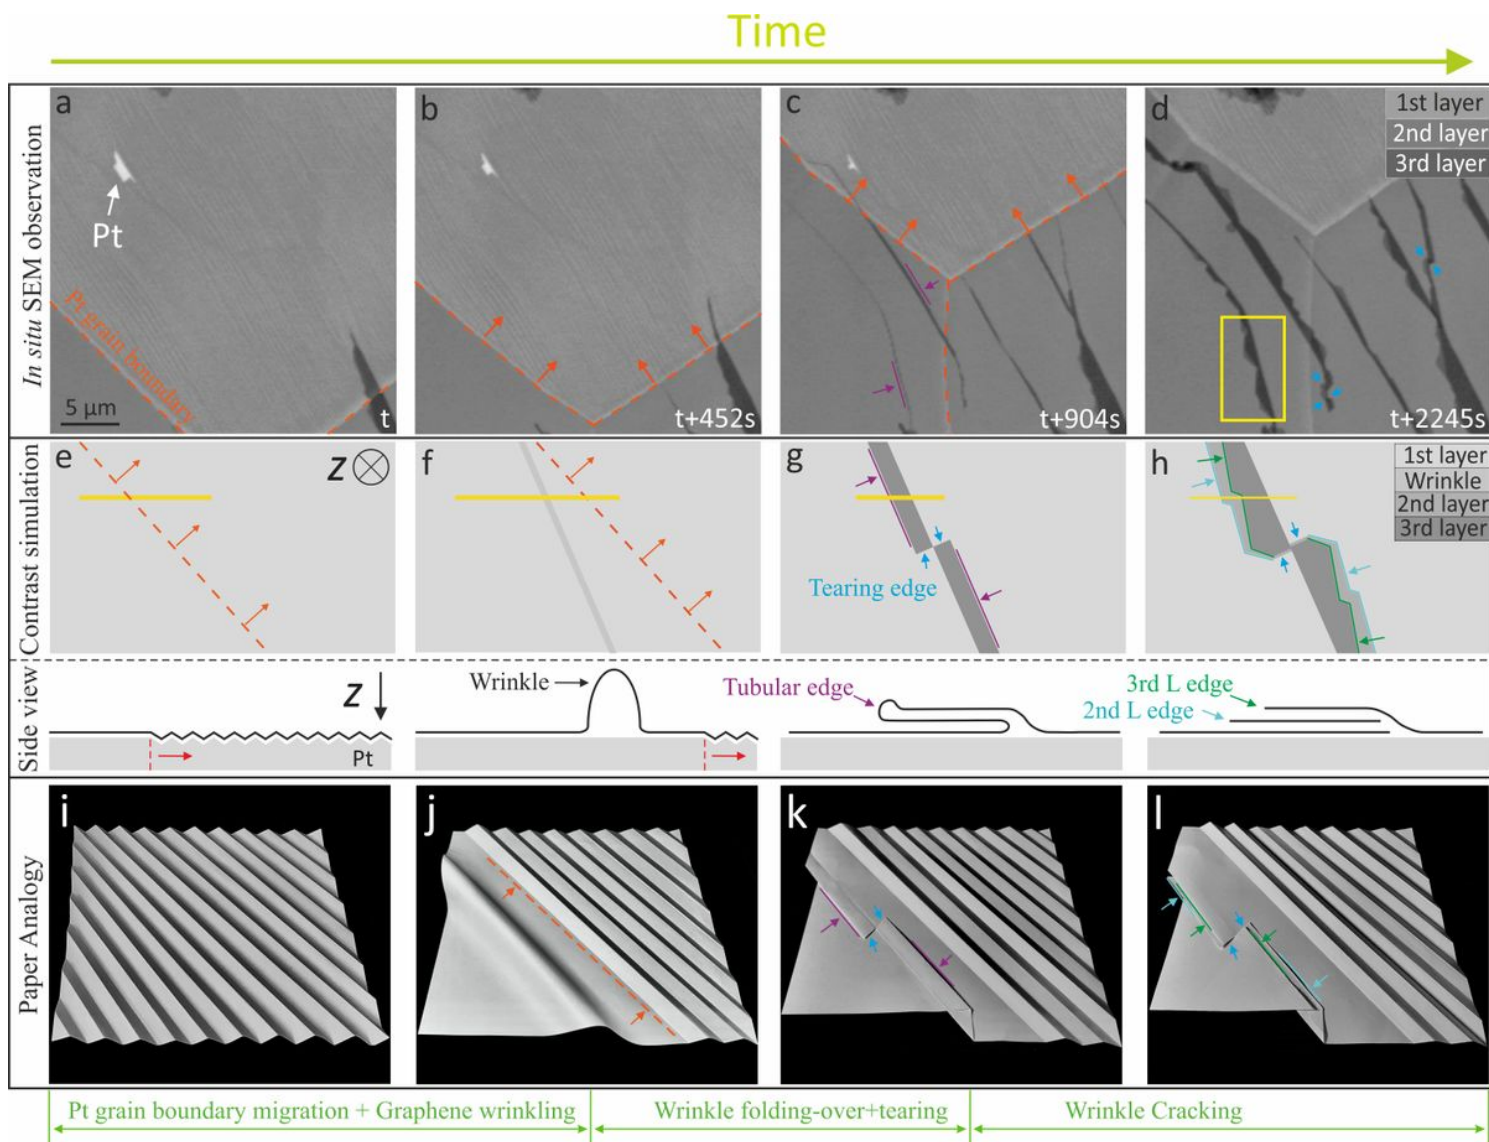 Time
In situ SEM observation
a
Pt
Pt grain boundary
5 µm
t
b
t+452s
c
t+904s
d
1st layer
2nd layer
3rd layer
t+2245s
Contrast simulation
e
z
f
g
Tearing edge
h
1st layer
Wrinkle
2nd layer
3rd layer
Side view
z
Pt
Wrinkle
Tubular edge
3rd L edge
2nd L edge
Paper Analogy
i
j
k
l
Pt grain boundary migration + Graphene wrinkling
Wrinkle folding-over+tearing
Wrinkle Cracking